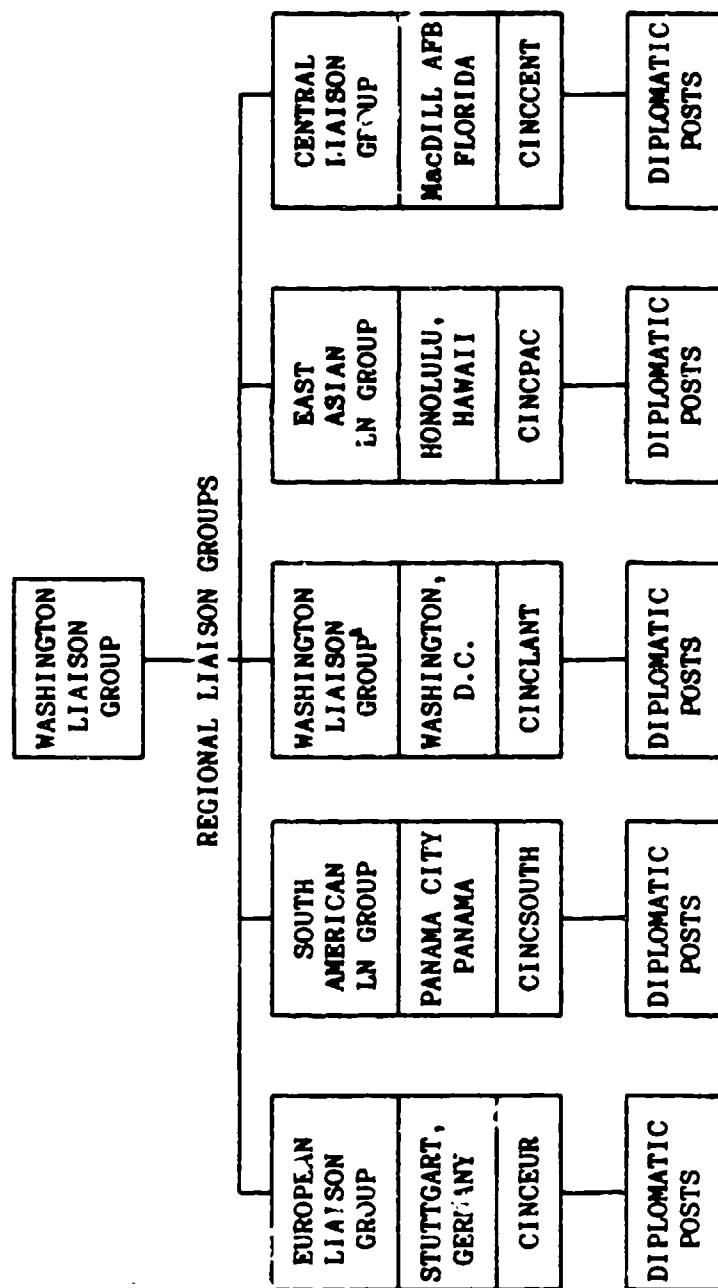 WASHINGTON
LIAISON
GROUP
REGIONAL LIAISON GROUPS
EUROPEAN
LIAISON
GROUP
STUTTGART,
GERMANY
CINCEUR
DIPLOMATIC
POSTS
SOUTH
AMERICAN
LN GROUP
PANAMA CITY
PANAMA
CINCSOUTH
DIPLOMATIC
POSTS
WASHINGTON
LIAISON
GROUPᴬ
WASHINGTON,
D.C.
CINCLANT
DIPLOMATIC
POSTS
EAST
ASIAN
LN GROUP
HONOLULU,
HAWAII
CINCPAC
DIPLOMATIC
POSTS
CENTRAL
LIAISON
GROUP
MacDILL AFB
FLORIDA
CINCCENT
DIPLOMATIC
POSTS